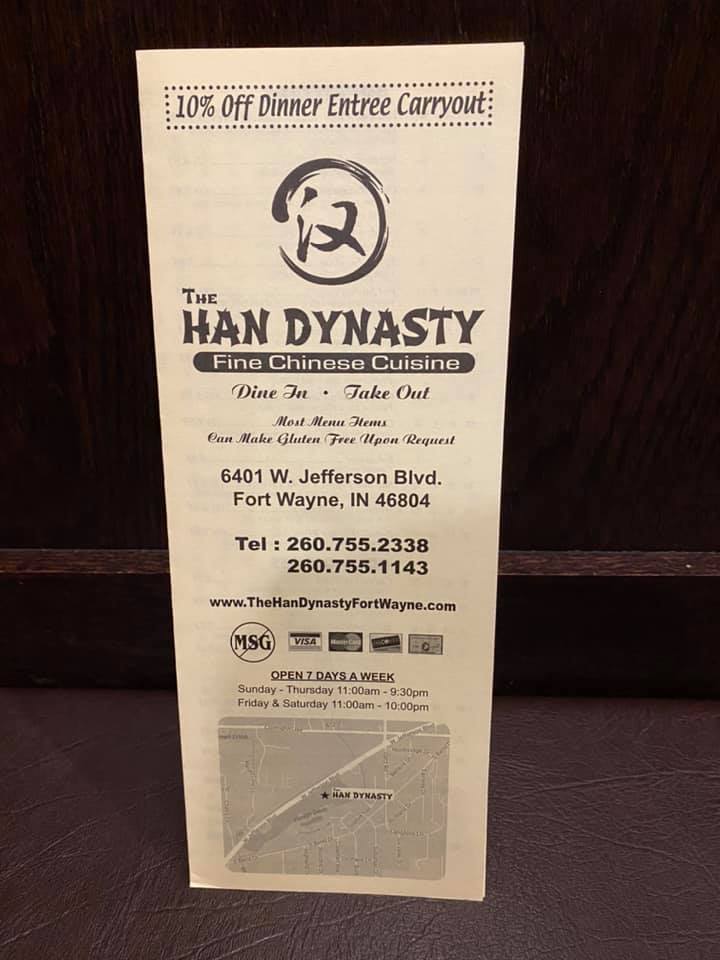 10% Off Dinner Entree Carryout
汉
THE
HAN DYNASTY
Fine Chinese Cuisine
Dine In • Take Out
Most Menu Items
Can Make Gluten Free Upon Request
6401 W. Jefferson Blvd.
Fort Wayne, IN 46804
Tel : 260.755.2338
260.755.1143
www.TheHanDynastyFortWayne.com
MSG VISA MasterCard DISCOVER
OPEN 7 DAYS A WEEK
Sunday - Thursday 11:00am - 9:30pm
Friday & Saturday 11:00am - 10:00pm
★ HAN DYNASTY